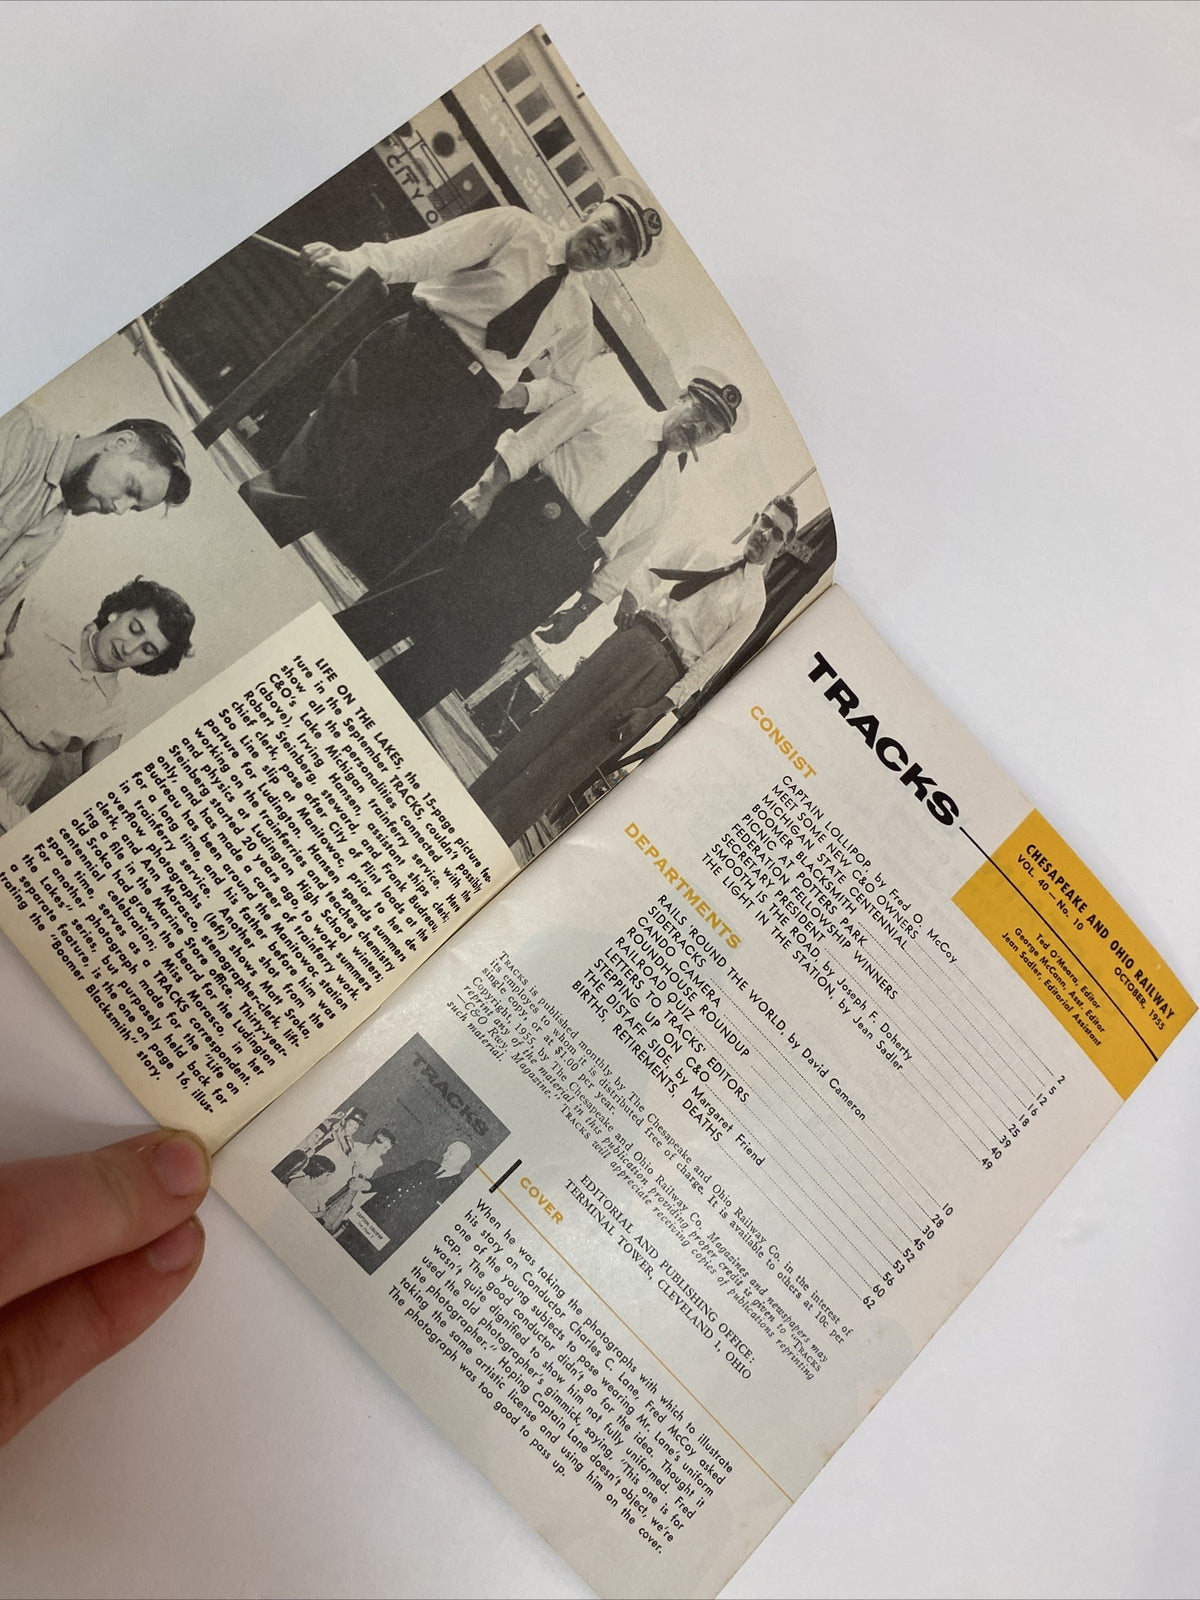 CITY OF
CITY O
LIFE ON THE LAKES, the 15-page picture fea-
ture in the September TRACKS, couldn't possibly
show all the personalities connected with the
C&O's Lake Michigan trainferry service. Here
(above), Irving Hansen, assistant ships clerk,
Robert Steinberg, steward, and Frank Budreau,
chief clerk, pose after City of Flint loads at the
Soo Line slip at Manitowoc, prior to her de-
parture for Ludington. Hansen spends summers
working on the trainferries and teaches chemistry
and physics at Ludington High School winters;
Steinberg started 20 years ago, to work summers
only, and has made a career of trainferry work.
Budreau has been around the Manitowoc station
for a long time, and his father before him was
in trainferry service. Another shot from the
overflow photographs (left) shows Matt Sroka,
clerk, and Ann Morasco, stenographer-clerk, lift-
ing a file in the Marine Store office. Thirty-year-
old Sroka had grown the beard for the Ludington
centennial celebration; Miss Morasco, in her
spare time, serves as a TRACKS correspondent.
For another photograph made for the "Life on
the Lakes" series, but purposely held back for
a separate feature, is the one on page 16, illus-
trating the "Boomer Blacksmith" story.
TRACKS
CHESAPEAKE AND OHIO RAILWAY
VOL. 40 — No. 10 OCTOBER, 1955
Ted O'Meara, Editor
George McCann, Asst. Editor
Jean Sadler, Editorial Assistant
CONSIST
CAPTAIN LOLLIPOP, by Fred O. McCoy 2
MEET SOME NEW C&O OWNERS 5
MICHIGAN STATE CENTENNIAL 12
BOOMER BLACKSMITH 16
PICNIC AT POTTERS PARK 18
FEDERATION FELLOWSHIP WINNERS 25
SECRETARY PRESIDENT 39
SMOOTH IS THE ROAD, by Joseph F. Doherty 40
THE LIGHT IN THE STATION, by Jean Sadler 49
DEPARTMENTS
RAILS 'ROUND THE WORLD, by David Cameron 10
SIDETRACKS 28
CANDID CAMERA 30
ROUNDHOUSE ROUNDUP 45
RAILROAD QUIZ 52
LETTERS TO TRACKS' EDITORS 53
STEPPING UP ON C&O 56
THE DISTAFF SIDE, by Margaret Friend 60
BIRTHS, RETIREMENTS, DEATHS 62
TRACKS is published monthly by The Chesapeake and Ohio Railway Co. in the interest of
its employes to whom it is distributed free of charge. It is available to others at 10c per
single copy, or at $1.00 per year.
Copyright, 1955, by The Chesapeake and Ohio Railway Co. Magazines and newspapers may
reprint any of the material in this publication providing proper credit is given to "TRACKS
—C&O Rwy. Magazine." TRACKS will appreciate receiving copies of publications reprinting
such material.
EDITORIAL AND PUBLISHING OFFICE:
TERMINAL TOWER, CLEVELAND 1, OHIO
TRACKS
COVER
When he was taking the photographs with which to illustrate
his story on Conductor Charles C. Lane, Fred McCoy asked
one of the young subjects to pose wearing Mr. Lane's uniform
cap. The good conductor didn't go for the idea. Thought it
wasn't quite dignified to show him not fully uniformed. Fred
used the old photographer's gimmick, saying, "This one is for
the photographer." Hoping Captain Lane doesn't object, we're
taking the same artistic license and using him on the cover.
The photograph was too good to pass up.